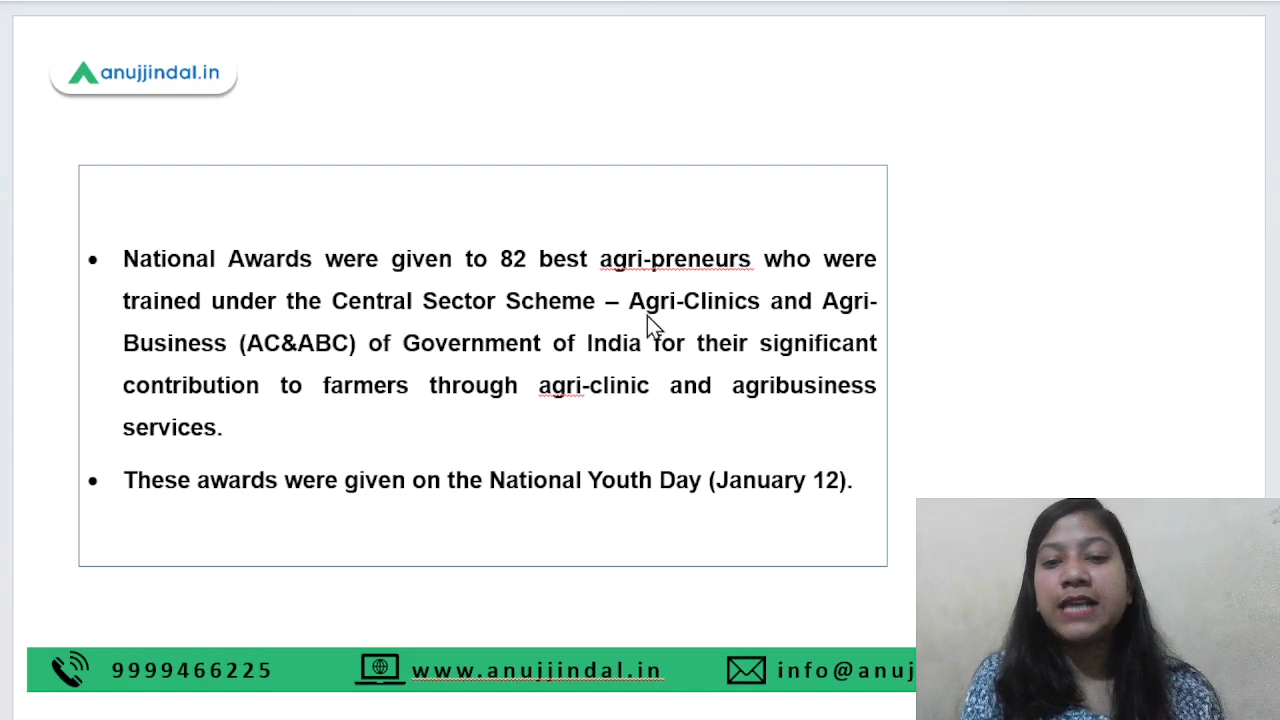 anujjindal.in
• National Awards were given to 82 best agri-preneurs who were
trained under the Central Sector Scheme – Agri-Clinics and Agri-
Business (AC&ABC) of Government of India for their significant
contribution to farmers through agri-clinic and agribusiness
services.
• These awards were given on the National Youth Day (January 12).
9999466225
www.anujjindal.in
info@anuj